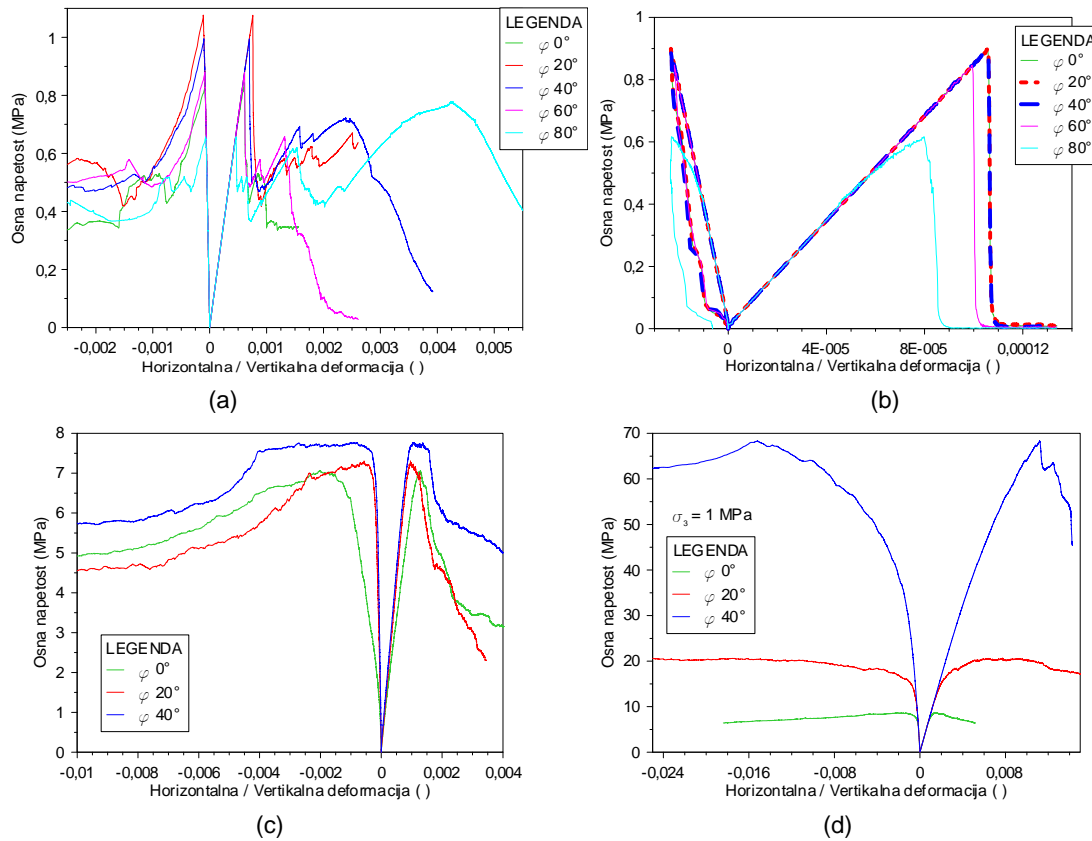 LEGENDA
φ 0°
φ 20°
φ 40°
φ 60°
φ 80°
Osna napetost (MPa)
1
0,8
0,6
0,4
0,2
0
-0,002 -0,001 0 0,001 0,002 0,003 0,004 0,005
Horizontalna / Vertikalna deformacija ( )
(a)
LEGENDA
φ 0°
φ 20°
φ 40°
φ 60°
φ 80°
Osna napetost (MPa)
1
0,8
0,6
0,4
0,2
0
0 4E-005 8E-005 0,00012
Horizontalna / Vertikalna deformacija ( )
(b)
Osna napetost (MPa)
8
7
6
5
4
3
2
1
0
LEGENDA
φ 0°
φ 20°
φ 40°
-0,01 -0,008 -0,006 -0,004 -0,002 0 0,002 0,004
Horizontalna / Vertikalna deformacija ( )
(c)
Osna napetost (MPa)
70
60
50
40
30
20
10
0
σ3 = 1 MPa
LEGENDA
φ 0°
φ 20°
φ 40°
-0,024 -0,016 -0,008 0 0,008
Horizontalna / Vertikalna deformacija ( )
(d)